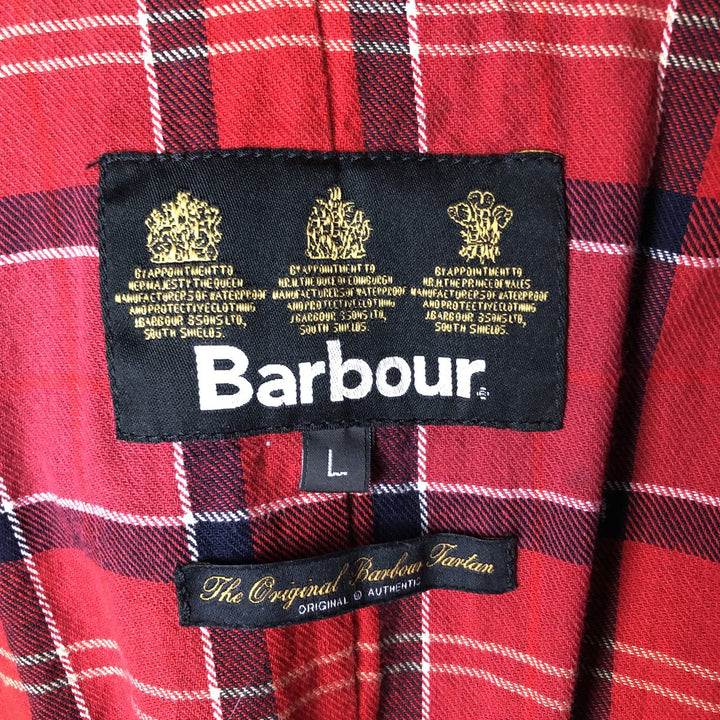 BY APPOINTMENT TO
HER MAJESTY THE QUEEN
MANUFACTURERS OF WATERPROOF
AND PROTECTIVE CLOTHING
J.BARBOUR & SONS LTD,
SOUTH SHIELDS.
BY APPOINTMENT TO
H.R.H. THE DUKE OF EDINBURGH
MANUFACTURERS OF WATERPROOF
AND PROTECTIVE CLOTHING
J.BARBOUR & SONS LTD,
SOUTH SHIELDS.
BY APPOINTMENT TO
H.R.H. THE PRINCE OF WALES
MANUFACTURERS OF WATERPROOF
AND PROTECTIVE CLOTHING
J.BARBOUR & SONS LTD,
SOUTH SHIELDS.
Barbour®
L
The Original Barbour Tartan
ORIGINAL & AUTHENTIC